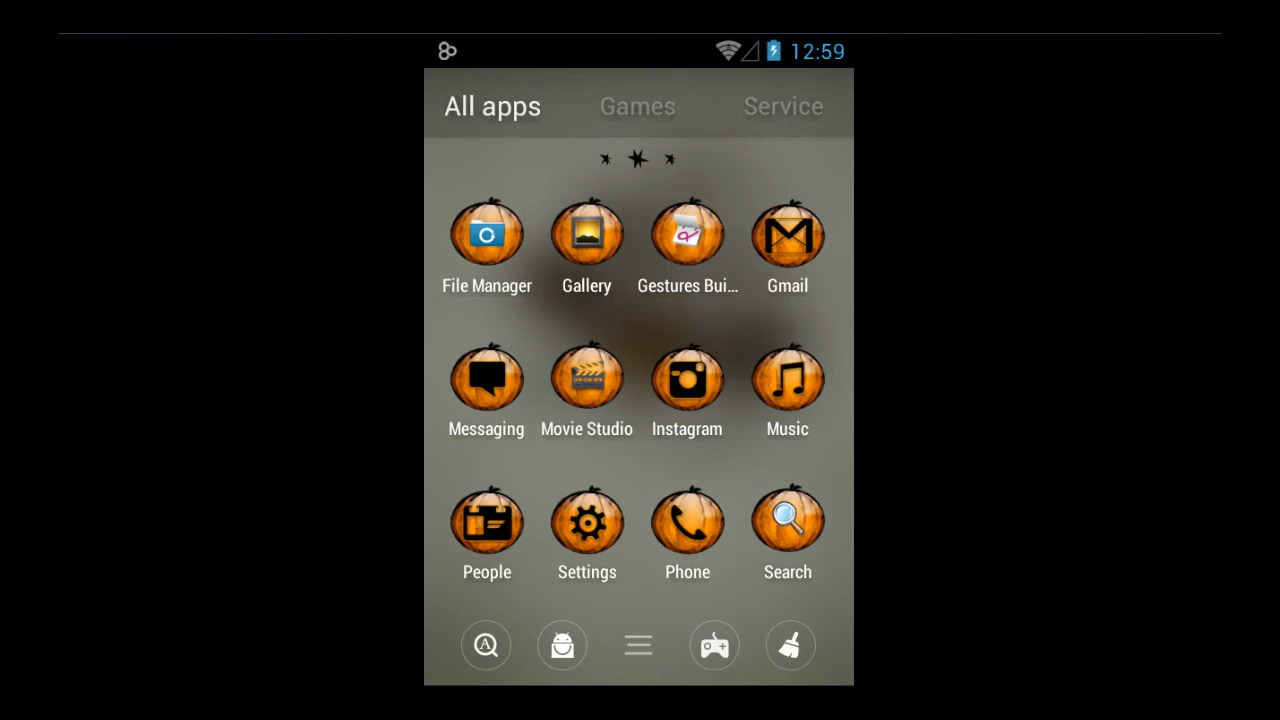 12:59
All apps Games Service
File Manager Gallery Gestures Bui... Gmail
Messaging Movie Studio Instagram Music
People Settings Phone Search
A